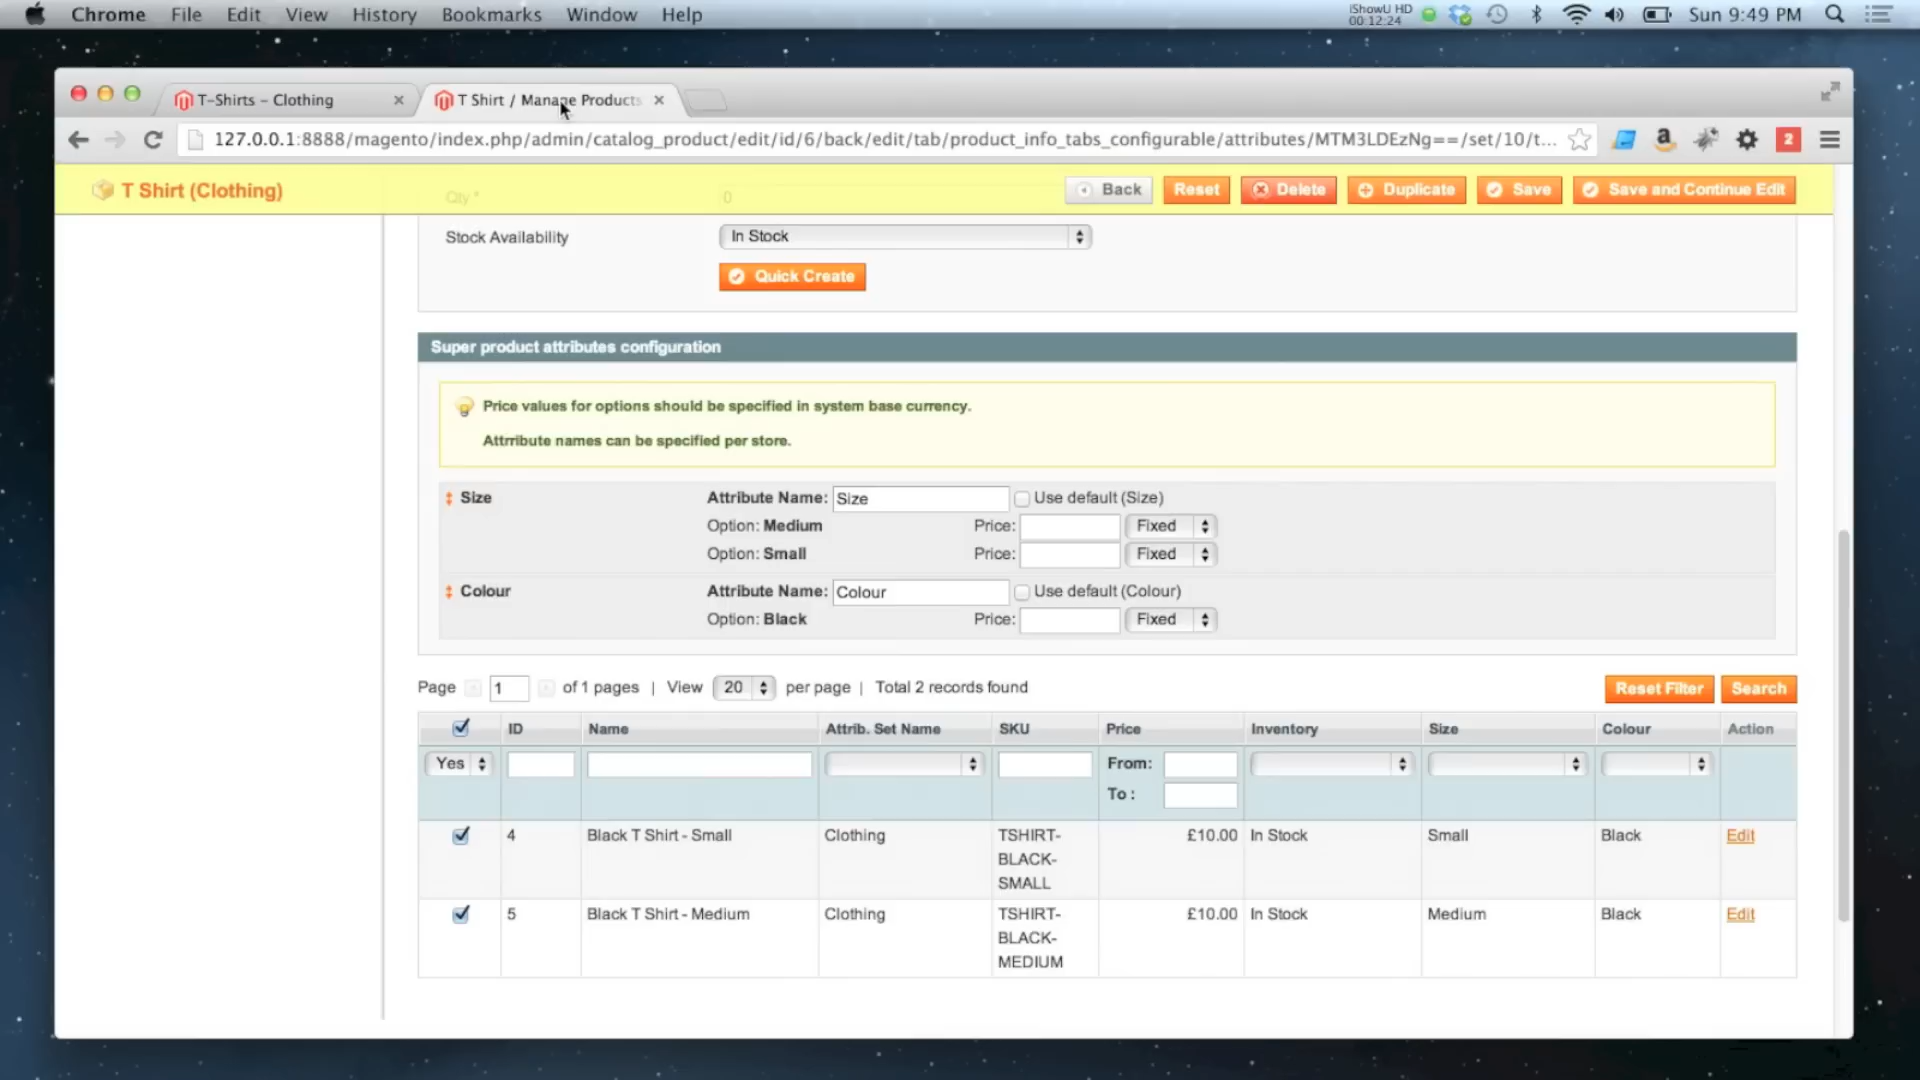 Chrome File Edit View History Bookmarks Window Help
iShowU HD
00:12:24
Sun 9:49 PM
T-Shirts - Clothing
T Shirt / Manage Products
127.0.0.1:8888/magento/index.php/admin/catalog_product/edit/id/6/back/edit/tab/product_info_tabs_configurable/attributes/MTM3LDEzNg==/set/10/t...
2
T Shirt (Clothing)
Qty * 0
Back Reset Delete Duplicate Save Save and Continue Edit
Stock Availability In Stock
Quick Create
Super product attributes configuration
Price values for options should be specified in system base currency.
Attrribute names can be specified per store.
Size Attribute Name: Size Use default (Size)
Option: Medium Price: Fixed
Option: Small Price: Fixed
Colour Attribute Name: Colour Use default (Colour)
Option: Black Price: Fixed
Page 1 of 1 pages | View 20 per page | Total 2 records found
Reset Filter Search
ID Name Attrib. Set Name SKU Price Inventory Size Colour Action
Yes From:
To :
4 Black T Shirt - Small Clothing TSHIRT- £10.00 In Stock Small Black Edit
BLACK-
SMALL
5 Black T Shirt - Medium Clothing TSHIRT- £10.00 In Stock Medium Black Edit
BLACK-
MEDIUM